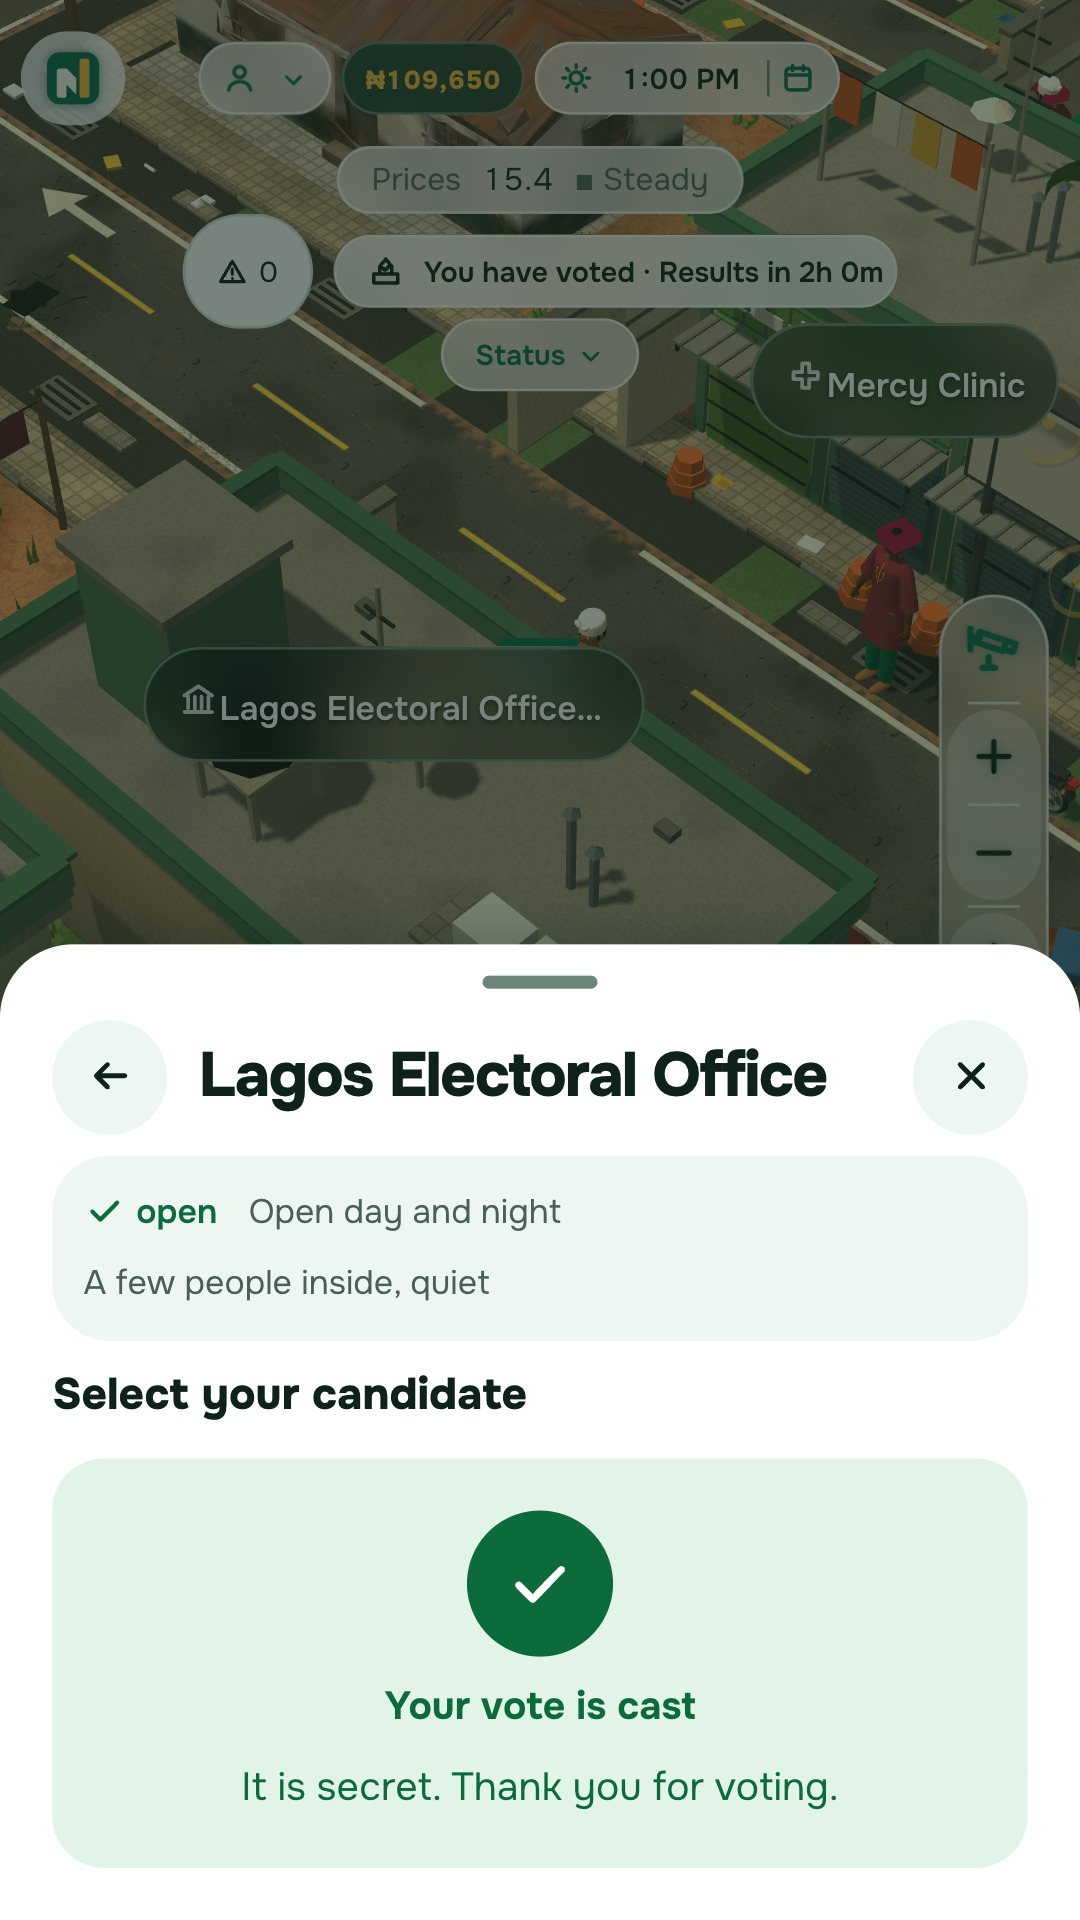 ₦109,650
1:00 PM
Prices 15.4 ■ Steady
0
You have voted · Results in 2h 0m
Status
Mercy Clinic
Lagos Electoral Office...
Lagos Electoral Office
open Open day and night
A few people inside, quiet
Select your candidate
Your vote is cast
It is secret. Thank you for voting.